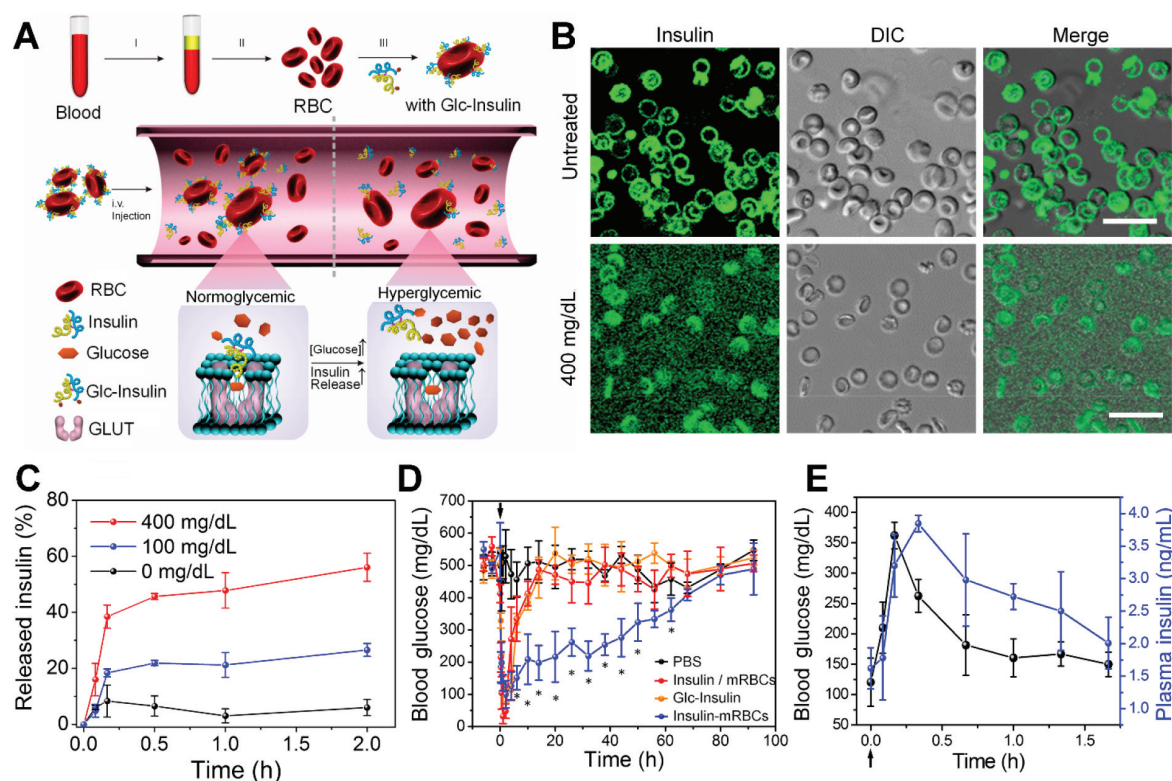 A
I
II
III
Blood
RBC
with Glc-Insulin
i.v.
Injection
RBC
Insulin
Glucose
Glc-Insulin
GLUT
Normoglycemic
Hyperglycemic
[Glucose]↑
Insulin
Release↑
B
Insulin
DIC
Merge
Untreated
400 mg/dL
C
Released insulin (%)
80
60
40
20
0
400 mg/dL
100 mg/dL
0 mg/dL
0.0
0.5
1.0
1.5
2.0
Time (h)
D
Blood glucose (mg/dL)
700
600
500
400
300
200
100
0
* * * * * * * * * *
PBS
Insulin / mRBCs
Glc-Insulin
Insulin-mRBCs
0
20
40
60
80
100
Time (h)
E
Blood glucose (mg/dL)
400
350
300
250
200
150
100
50
4.0
3.5
3.0
2.5
2.0
1.5
1.0
Plasma insulin (ng/mL)
0.0
0.5
1.0
1.5
Time (h)